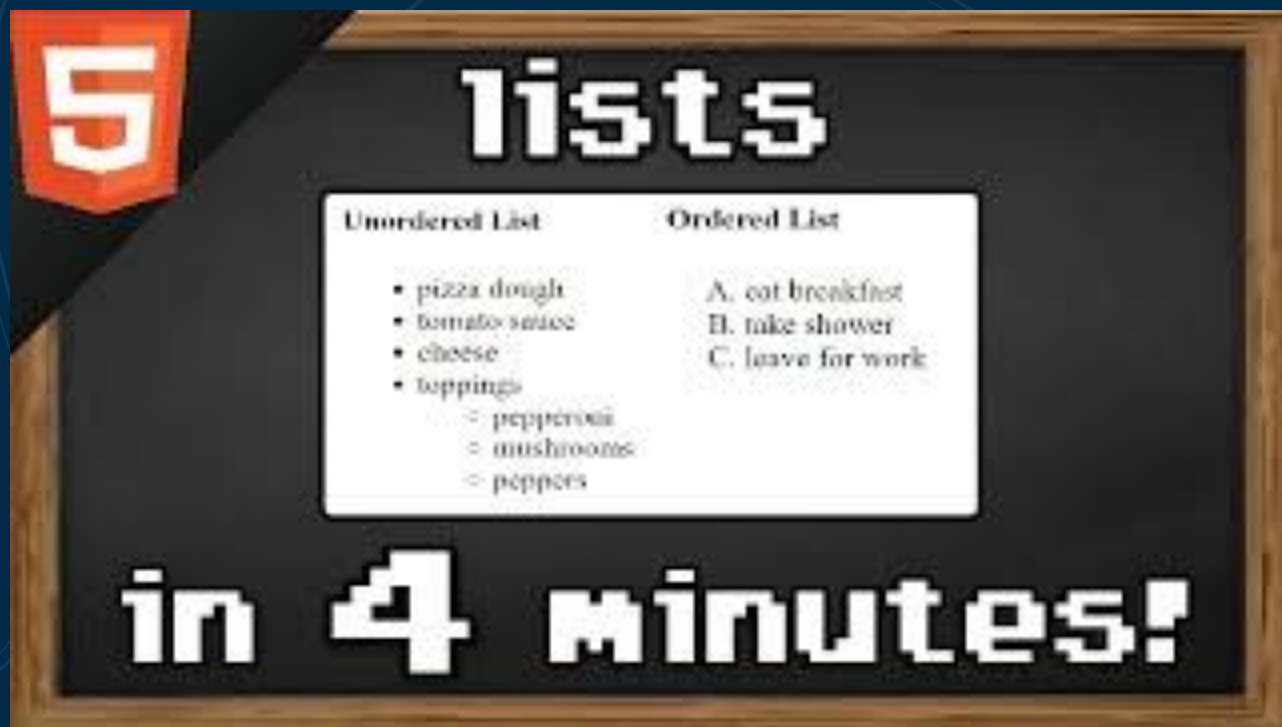 5
lists
Unordered List
• pizza dough
• tomato sauce
• cheese
• toppings
○ pepperoni
○ mushrooms
○ peppers
Ordered List
A. eat breakfast
B. take shower
C. leave for work
in 4 minutes!